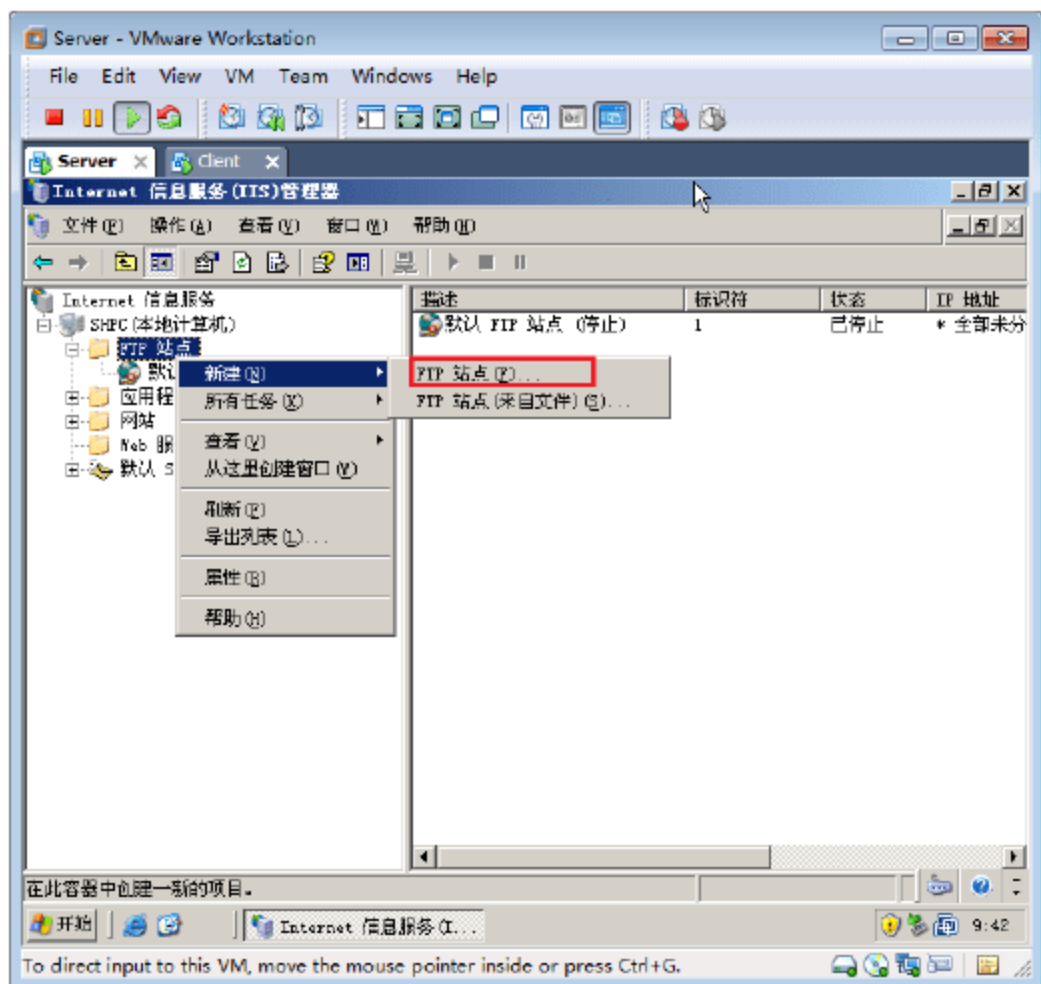 Server - VMware Workstation
File Edit View VM Team Windows Help
Server Client
Internet 信息服务(IIS)管理器
文件(F) 操作(A) 查看(V) 窗口(W) 帮助(H)
Internet 信息服务
SHPC(本地计算机)
FTP 站点
默认
应用程
网站
Web 服
默认 S
描述 标识符 状态 IP 地址
默认 FTP 站点 (停止) 1 已停止 * 全部未分
新建(N)
所有任务(K)
查看(V)
从这里创建窗口(W)
刷新(F)
导出列表(L)...
属性(R)
帮助(H)
FTP 站点(F)...
FTP 站点(来自文件)(S)...
在此容器中创建一新的项目。
开始 Internet 信息服务(I... 9:42
To direct input to this VM, move the mouse pointer inside or press Ctrl+G.